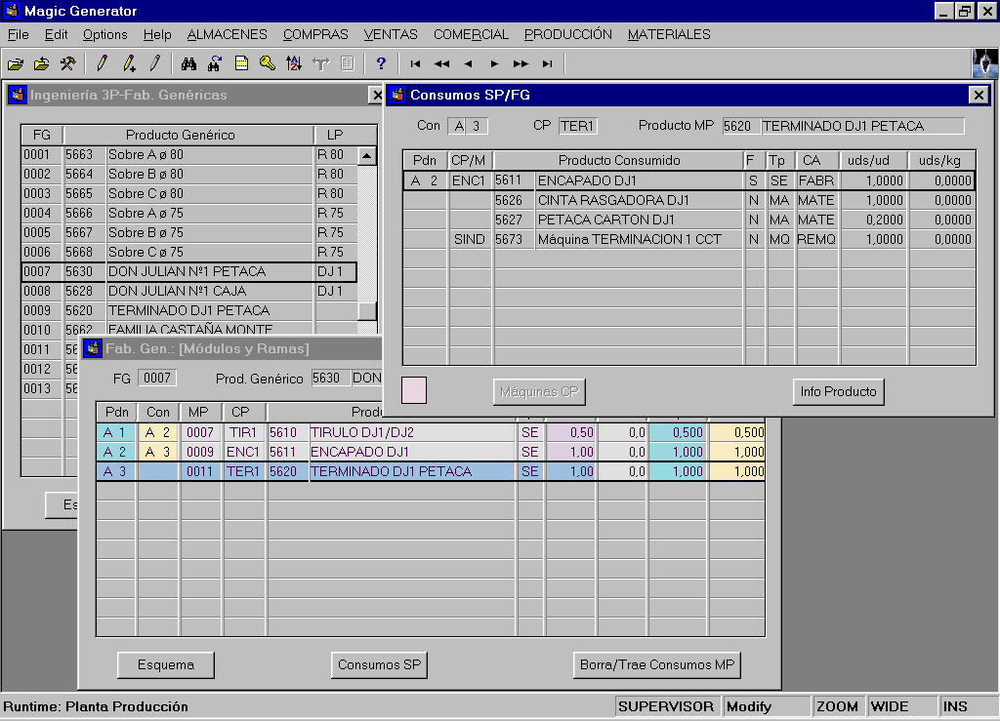 Magic Generator
File Edit Options Help ALMACENES COMPRAS VENTAS COMERCIAL PRODUCCIÓN MATERIALES
Ingeniería 3P-Fab. Genéricas
FG Producto Genérico LP
0001 5663 Sobre A ø 80 R 80
0002 5664 Sobre B ø 80 R 80
0003 5665 Sobre C ø 80 R 80
0004 5666 Sobre A ø 75 R 75
0005 5667 Sobre B ø 75 R 75
0006 5668 Sobre C ø 75 R 75
0007 5630 DON JULIAN Nº1 PETACA DJ 1
0008 5628 DON JULIAN Nº1 CAJA DJ 1
0009 5620 TERMINADO DJ1 PETACA
0010 5662 FAMILIA CASTAÑA MONTE
0011 56
0012
0013
Es
Consumos SP/FG
Con A 3 CP TER1 Producto MP 5620 TERMINADO DJ1 PETACA
Pdn CP/M Producto Consumido F Tp CA uds/ud uds/kg
A 2 ENC1 5611 ENCAPADO DJ1 S SE FABR 1,0000 0,0000
5626 CINTA RASGADORA DJ1 N MA MATE 1,0000 0,0000
5627 PETACA CARTON DJ1 N MA MATE 0,2000 0,0000
SIND 5673 Máquina TERMINACION 1 CCT N MQ REMQ 1,0000 0,0000
Máquinas CP Info Producto
Fab. Gen.: [Módulos y Ramas]
FG 0007 Prod. Genérico 5630 DON
Pdn Con MP CP Produ
A 1 A 2 0007 TIR1 5610 TIRULO DJ1/DJ2 SE 0,50 0,0 0,500 0,500
A 2 A 3 0009 ENC1 5611 ENCAPADO DJ1 SE 1,00 0,0 1,000 1,000
A 3 0011 TER1 5620 TERMINADO DJ1 PETACA SE 1,00 0,0 1,000 1,000
Esquema Consumos SP Borra/Trae Consumos MP
Runtime: Planta Producción SUPERVISOR Modify ZOOM WIDE INS